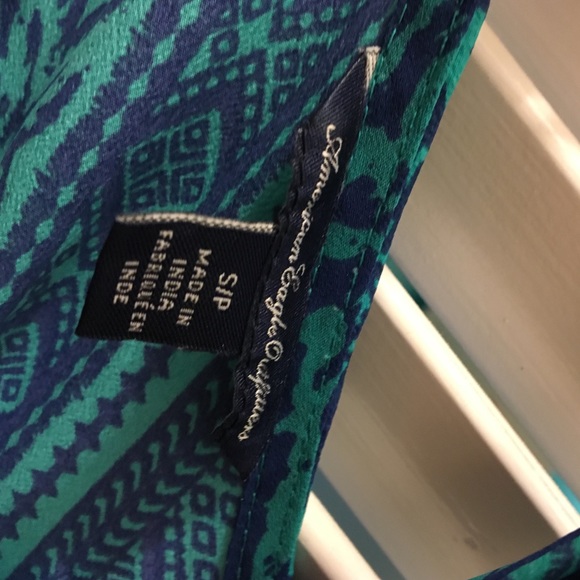 American Eagle Outfitters
S/P
MADE IN
INDIA
FABRIQUÉ EN
INDE